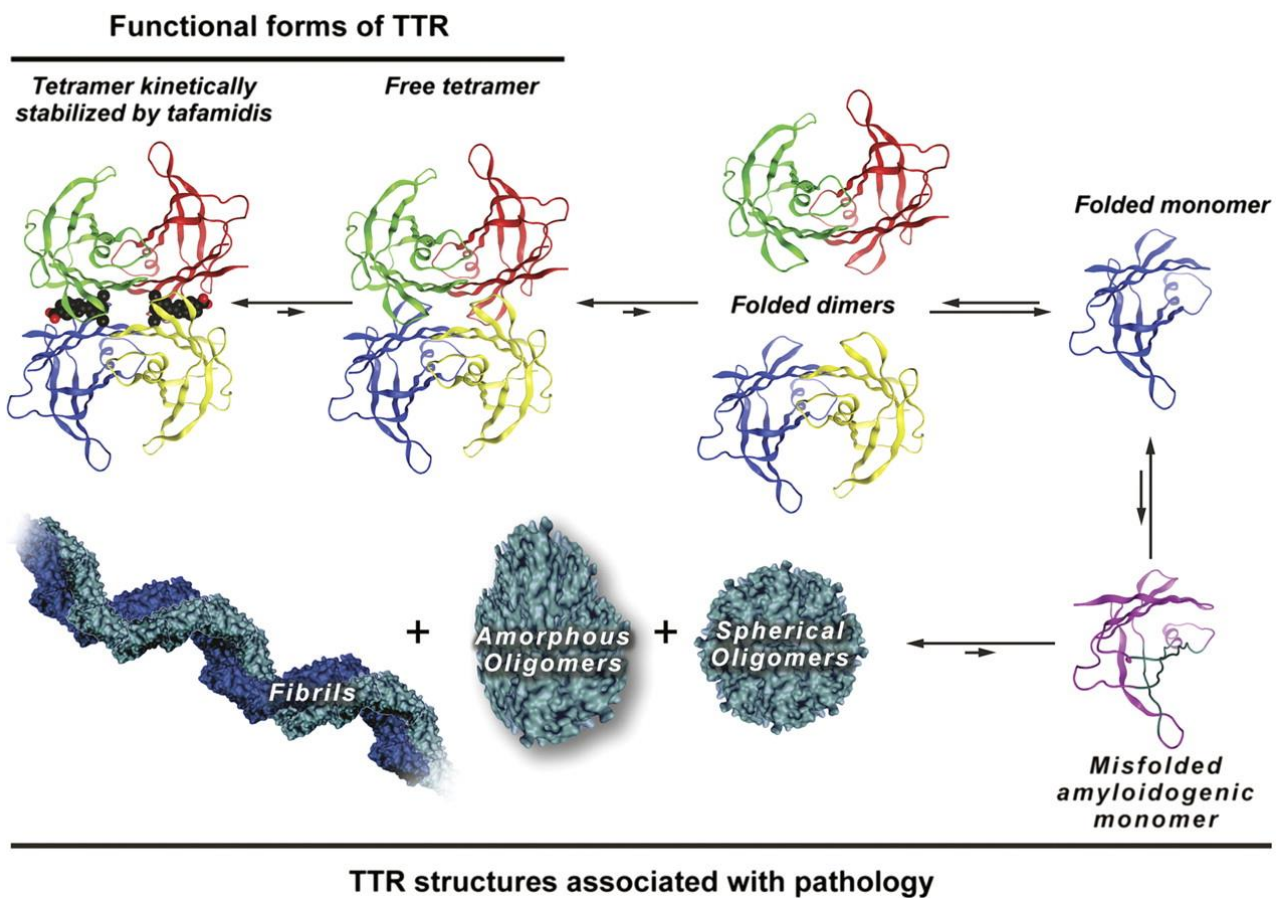 Functional forms of TTR
Tetramer kinetically
stabilized by tafamidis
Free tetramer
Folded dimers
Folded monomer
Fibrils
+
Amorphous
Oligomers
+
Spherical
Oligomers
Misfolded
amyloidogenic
monomer
TTR structures associated with pathology